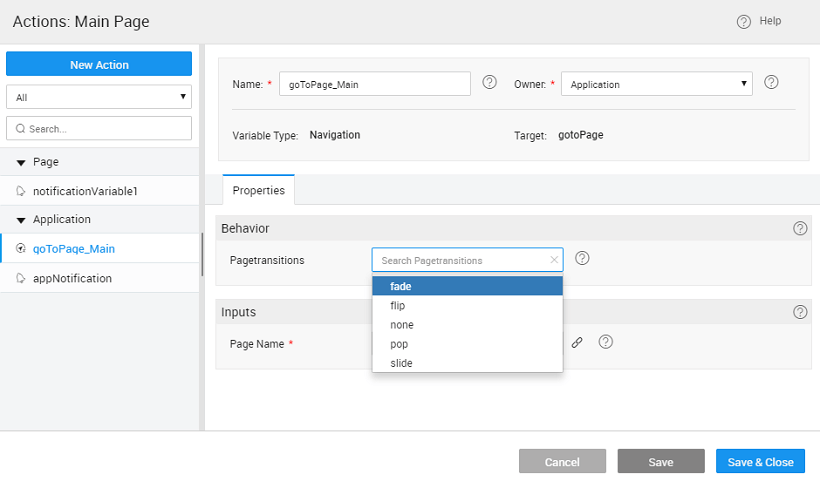 Actions: Main Page
Help
New Action
All
Search...
Page
notificationVariable1
Application
goToPage_Main
appNotification
Name: *
goToPage_Main
Owner: *
Application
Variable Type:
Navigation
Target:
gotoPage
Properties
Behavior
Pagetransitions
Search Pagetransitions
fade
flip
none
pop
slide
Inputs
Page Name *
Cancel
Save
Save & Close